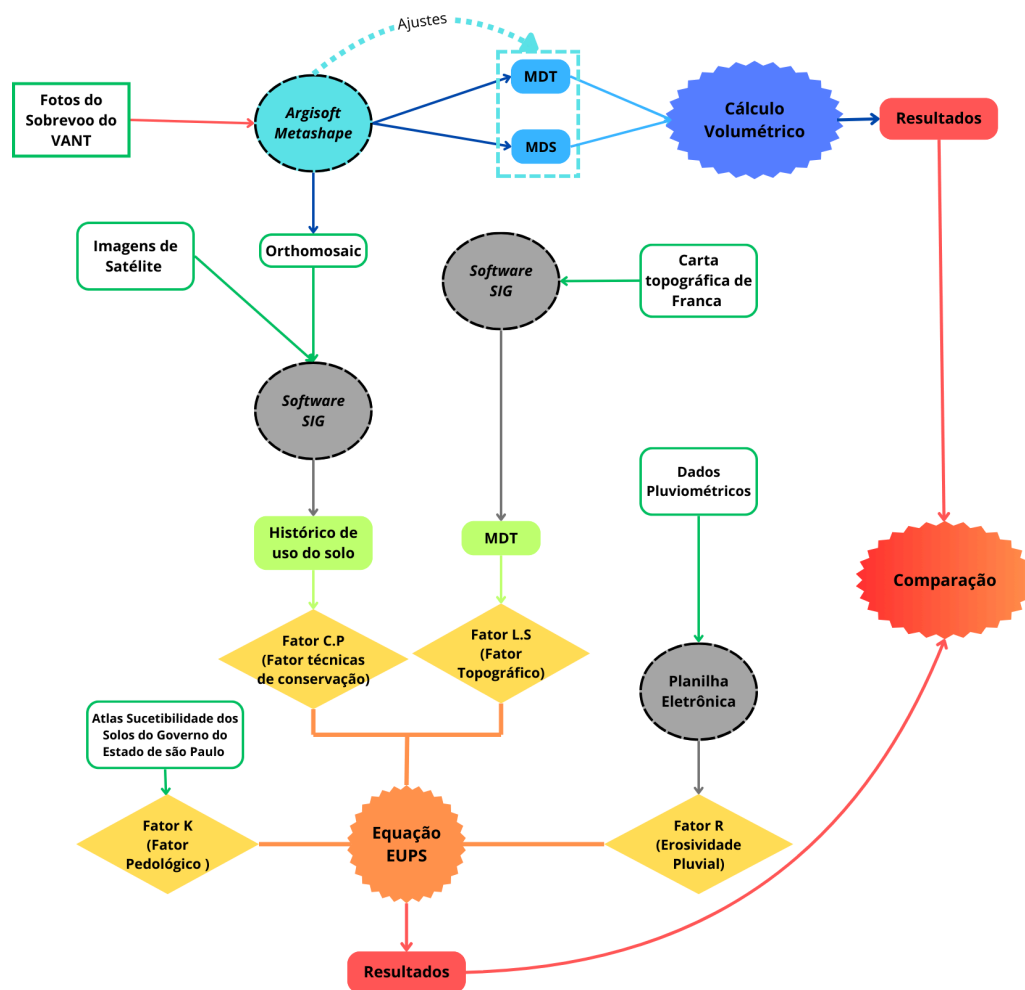 Ajustes
Fotos do
Sobrevoo do
VANT
Argisoft
Metashape
MDT
MDS
Cálculo
Volumétrico
Resultados
Imagens de
Satélite
Orthomosaic
Software
SIG
Carta
topográfica de
Franca
Software
SIG
Dados
Pluviométricos
Histórico de
uso do solo
MDT
Comparação
Fator C.P
(Fator técnicas
de conservação)
Fator L.S
(Fator
Topográfico)
Planilha
Eletrônica
Atlas Sucetibilidade dos
Solos do Governo do
Estado de são Paulo
Fator K
(Fator
Pedológico )
Equação
EUPS
Fator R
(Erosividade
Pluvial)
Resultados